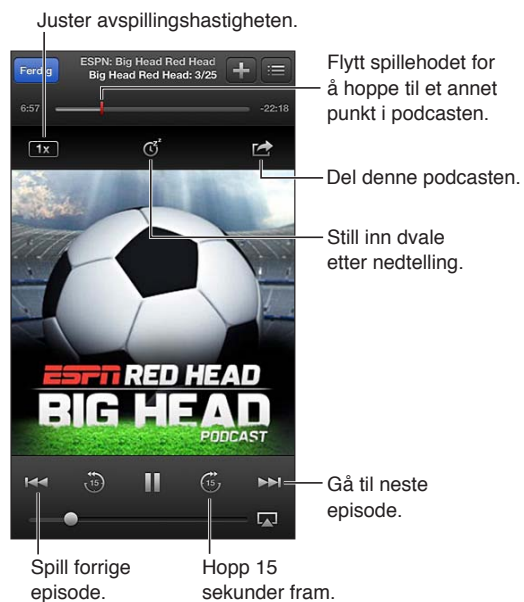 Juster avspillingshastigheten.
Ferdig
ESPN: Big Head Red Head
Big Head Red Head: 3/25
6:57
-22:18
Flytt spillehodet for
å hoppe til et annet
punkt i podcasten.
1x
z z
Del denne podcasten.
Still inn dvale
etter nedtelling.
ESPN RED HEAD
BIG HEAD
PODCAST
15
15
Gå til neste
episode.
Spill forrige
episode.
Hopp 15
sekunder fram.